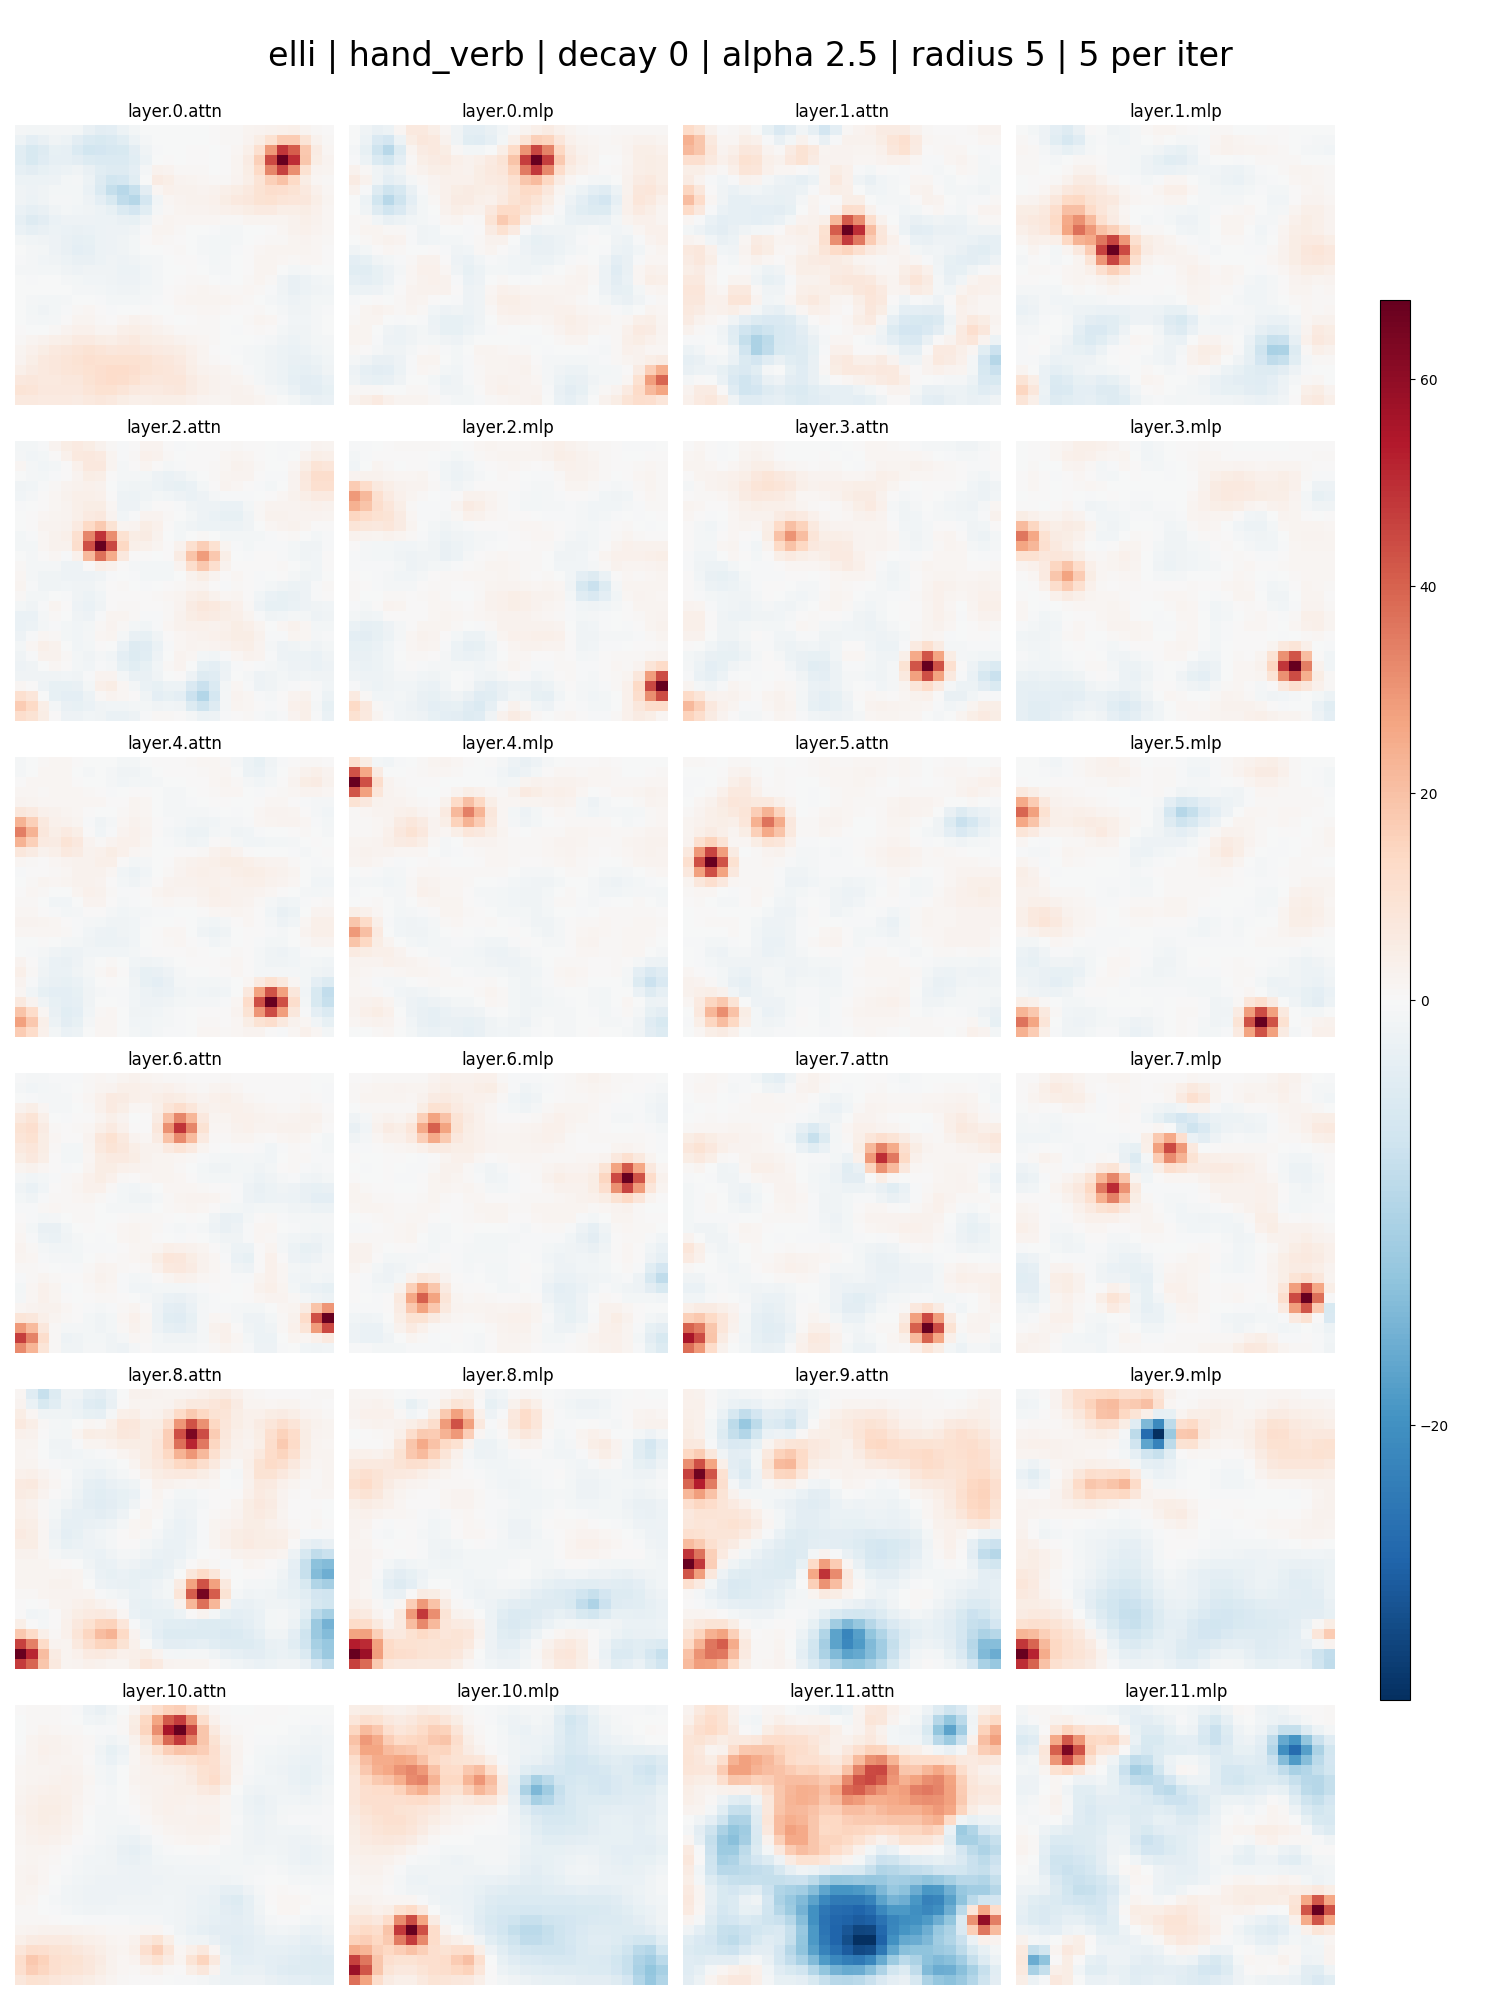 elli | hand_verb | decay 0 | alpha 2.5 | radius 5 | 5 per iter
layer.0.attn
layer.0.mlp
layer.1.attn
layer.1.mlp
layer.2.attn
layer.2.mlp
layer.3.attn
layer.3.mlp
layer.4.attn
layer.4.mlp
layer.5.attn
layer.5.mlp
layer.6.attn
layer.6.mlp
layer.7.attn
layer.7.mlp
layer.8.attn
layer.8.mlp
layer.9.attn
layer.9.mlp
layer.10.attn
layer.10.mlp
layer.11.attn
layer.11.mlp
60
40
20
0
−20